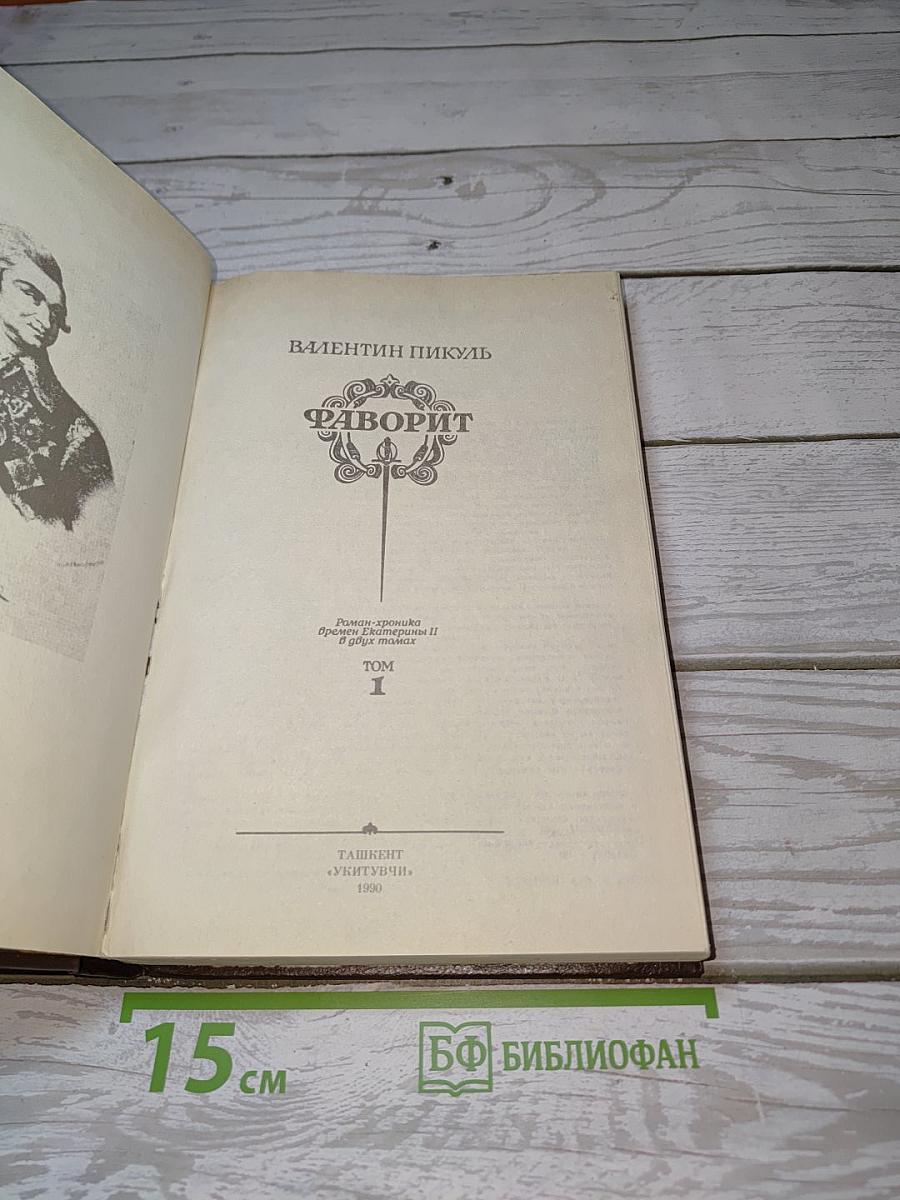 ВАЛЕНТИН ПИКУЛЬ
ФАВОРИТ
Роман-хроника
времен Екатерины II
в двух томах
ТОМ
1
ТАШКЕНТ
«УКИТУВЧИ»
1990
15 см
БФ БИБЛИОФАН